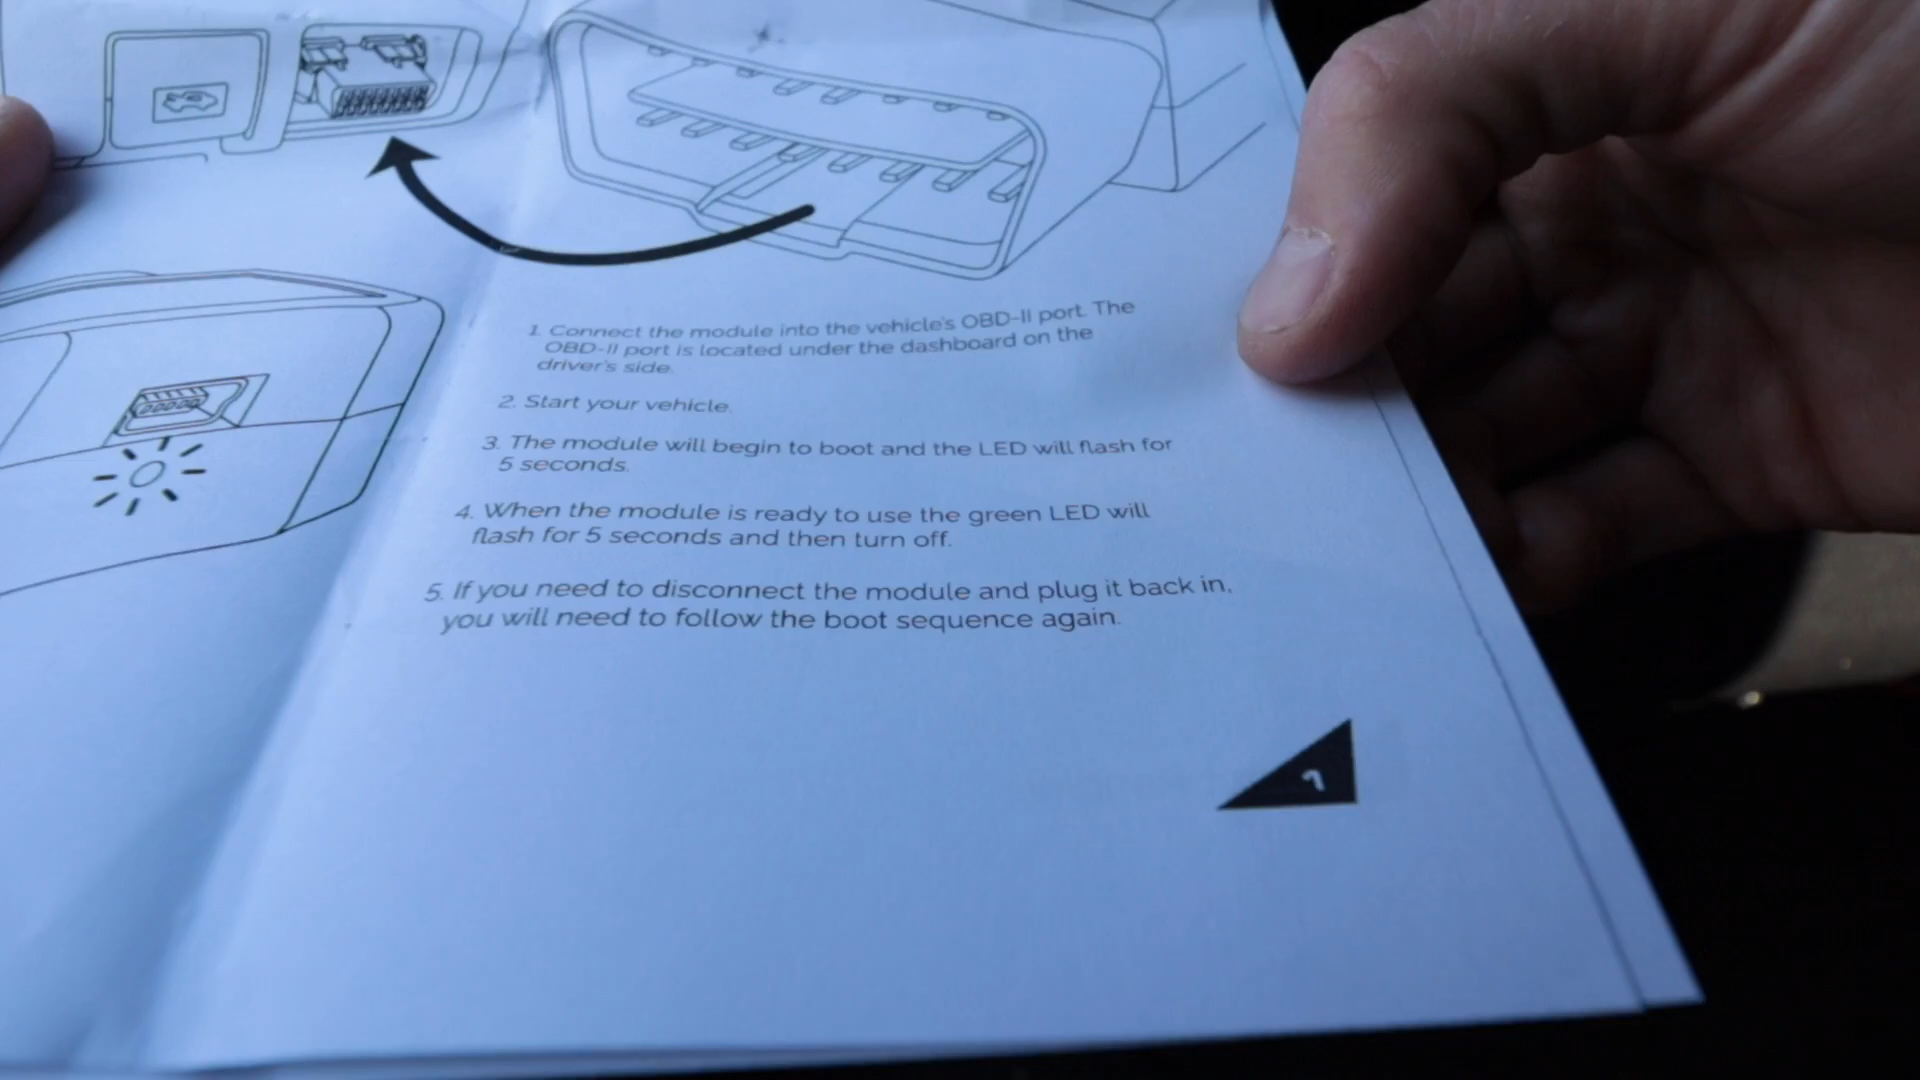 1. Connect the module into the vehicle's OBD-II port. The
OBD-II port is located under the dashboard on the
driver's side.
2. Start your vehicle.
3. The module will begin to boot and the LED will flash for
5 seconds.
4. When the module is ready to use the green LED will
flash for 5 seconds and then turn off.
5. If you need to disconnect the module and plug it back in,
you will need to follow the boot sequence again.
7